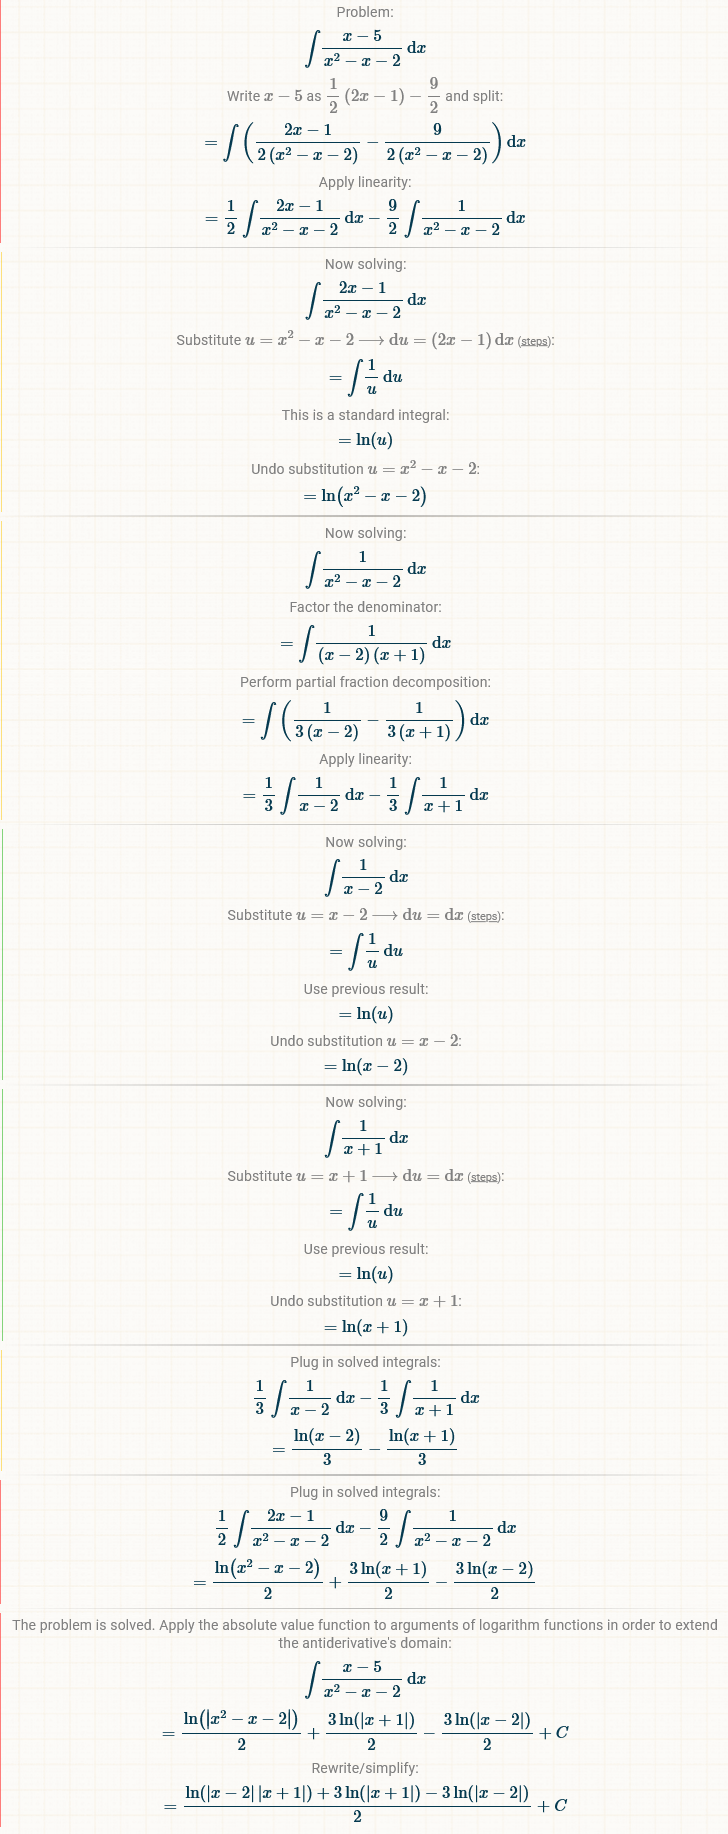 Problem:
∫ (x − 5)/(x² − x − 2) dx
Write x − 5 as 1/2 (2x − 1) − 9/2 and split:
= ∫ ( (2x − 1)/(2 (x² − x − 2)) − 9/(2 (x² − x − 2)) ) dx
Apply linearity:
= 1/2 ∫ (2x − 1)/(x² − x − 2) dx − 9/2 ∫ 1/(x² − x − 2) dx
Now solving:
∫ (2x − 1)/(x² − x − 2) dx
Substitute u = x² − x − 2 ⟶ du = (2x − 1) dx (steps):
= ∫ 1/u du
This is a standard integral:
= ln(u)
Undo substitution u = x² − x − 2:
= ln(x² − x − 2)
Now solving:
∫ 1/(x² − x − 2) dx
Factor the denominator:
= ∫ 1/((x − 2) (x + 1)) dx
Perform partial fraction decomposition:
= ∫ ( 1/(3 (x − 2)) − 1/(3 (x + 1)) ) dx
Apply linearity:
= 1/3 ∫ 1/(x − 2) dx − 1/3 ∫ 1/(x + 1) dx
Now solving:
∫ 1/(x − 2) dx
Substitute u = x − 2 ⟶ du = dx (steps):
= ∫ 1/u du
Use previous result:
= ln(u)
Undo substitution u = x − 2:
= ln(x − 2)
Now solving:
∫ 1/(x + 1) dx
Substitute u = x + 1 ⟶ du = dx (steps):
= ∫ 1/u du
Use previous result:
= ln(u)
Undo substitution u = x + 1:
= ln(x + 1)
Plug in solved integrals:
1/3 ∫ 1/(x − 2) dx − 1/3 ∫ 1/(x + 1) dx
= ln(x − 2)/3 − ln(x + 1)/3
Plug in solved integrals:
1/2 ∫ (2x − 1)/(x² − x − 2) dx − 9/2 ∫ 1/(x² − x − 2) dx
= ln(x² − x − 2)/2 + 3 ln(x + 1)/2 − 3 ln(x − 2)/2
The problem is solved. Apply the absolute value function to arguments of logarithm functions in order to extend
the antiderivative's domain:
∫ (x − 5)/(x² − x − 2) dx
= ln(|x² − x − 2|)/2 + 3 ln(|x + 1|)/2 − 3 ln(|x − 2|)/2 + C
Rewrite/simplify:
= (ln(|x − 2| |x + 1|) + 3 ln(|x + 1|) − 3 ln(|x − 2|))/2 + C